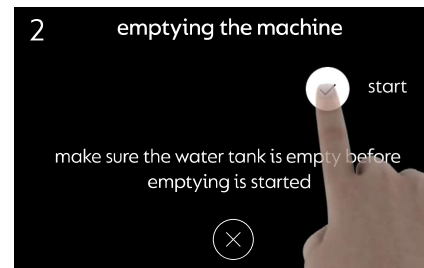 2
emptying the machine
start
make sure the water tank is empty before
emptying is started